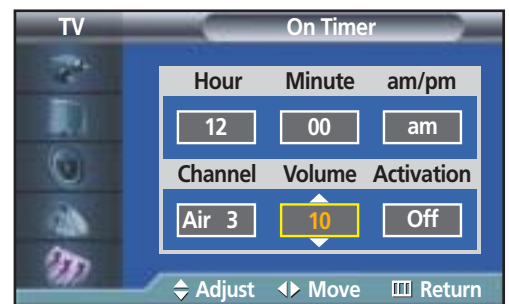 TV On Timer
Hour Minute am/pm
12 00 am
Channel Volume Activation
Air 3 10 Off
Adjust Move Return